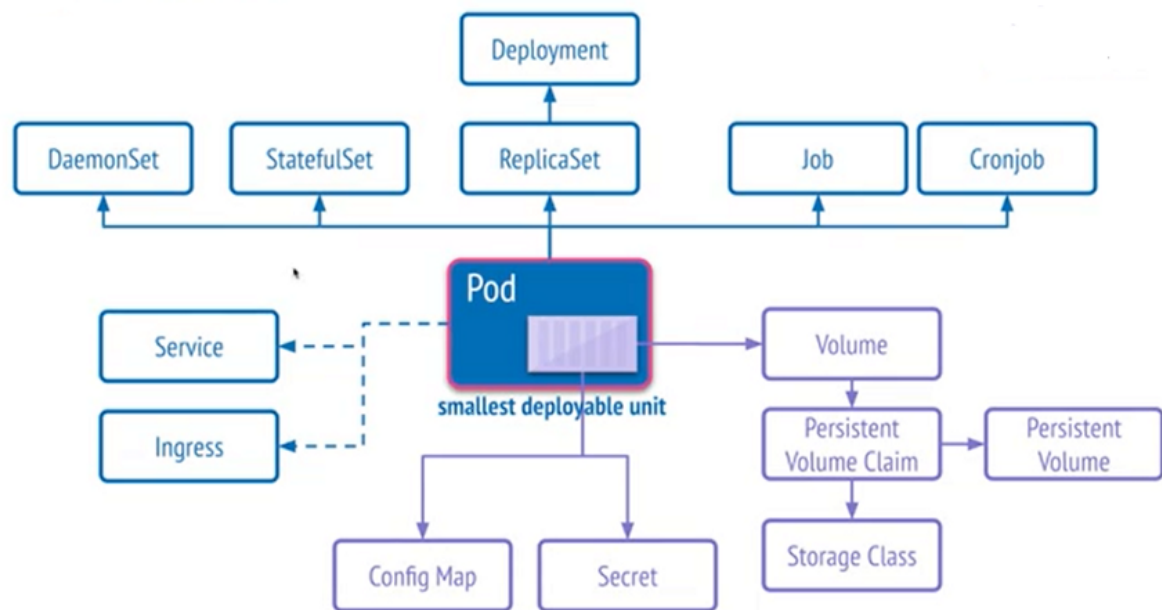 Deployment
DaemonSet
StatefulSet
ReplicaSet
Job
Cronjob
Pod
Service
Volume
smallest deployable unit
Ingress
Persistent
Volume Claim
Persistent
Volume
Config Map
Secret
Storage Class